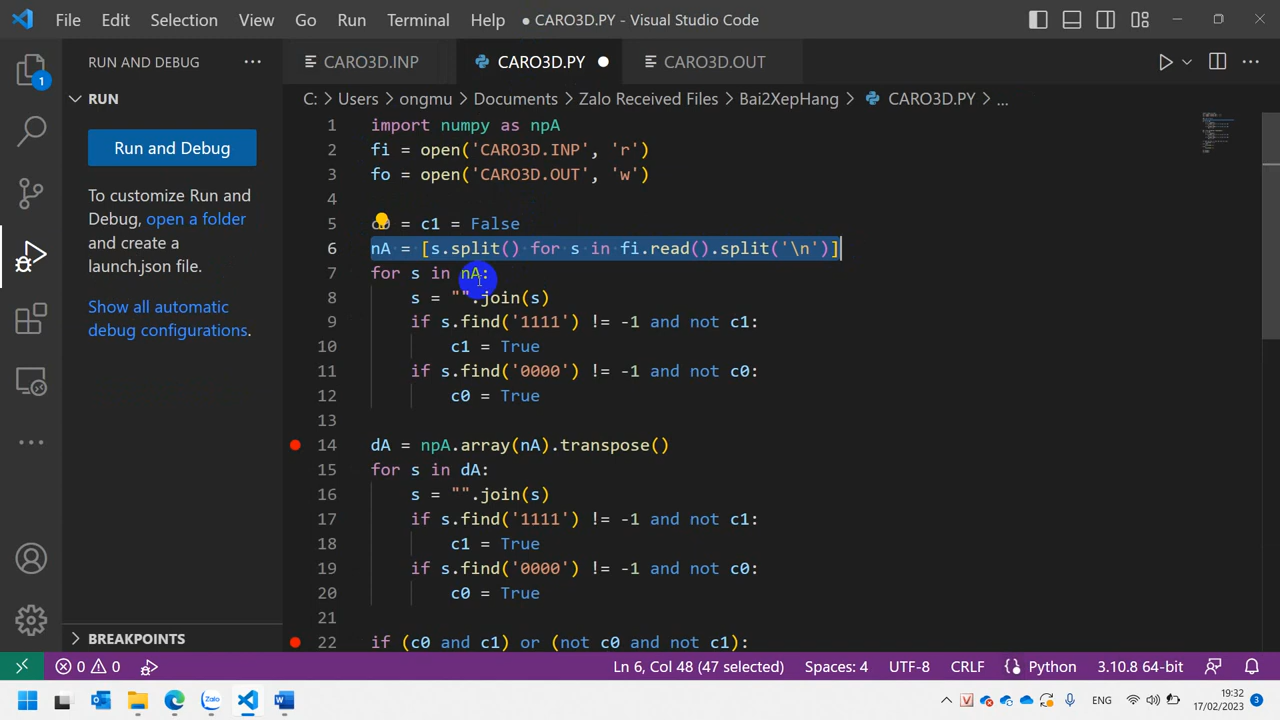 File Edit Selection View Go Run Terminal Help ● CARO3D.PY - Visual Studio Code
RUN AND DEBUG ···
CARO3D.INP CARO3D.PY ● CARO3D.OUT
RUN
C: > Users > ongmu > Documents > Zalo Received Files > Bai2XepHang > CARO3D.PY > ...
Run and Debug
To customize Run and
Debug, open a folder
and create a
launch.json file.
Show all automatic
debug configurations.
1 import numpy as npA
2 fi = open('CARO3D.INP', 'r')
3 fo = open('CARO3D.OUT', 'w')
4
5 = c1 = False
6 nA = [s.split() for s in fi.read().split('\n')]
7 for s in nA:
8 s = "".join(s)
9 if s.find('1111') != -1 and not c1:
10 c1 = True
11 if s.find('0000') != -1 and not c0:
12 c0 = True
13
14 dA = npA.array(nA).transpose()
15 for s in dA:
16 s = "".join(s)
17 if s.find('1111') != -1 and not c1:
18 c1 = True
19 if s.find('0000') != -1 and not c0:
20 c0 = True
21
22 if (c0 and c1) or (not c0 and not c1):
1
BREAKPOINTS
0 0 Ln 6, Col 48 (47 selected) Spaces: 4 UTF-8 CRLF Python 3.10.8 64-bit
Zalo ENG 19:32
17/02/2023 3